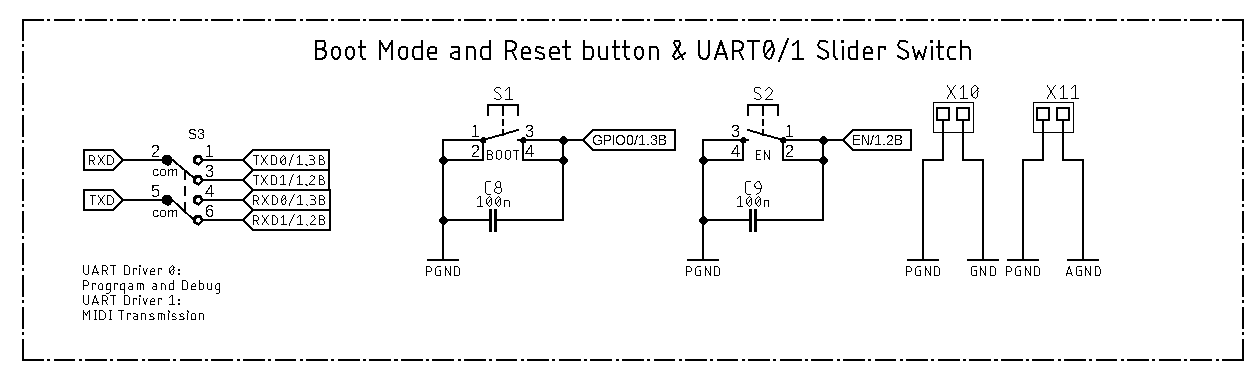 Boot Mode and Reset button & UART0/1 Slider Switch
S3
RXD
2
com
1
TXD0/1.3B
3
TXD1/1.2B
TXD
5
com
4
RXD0/1.3B
6
RXD1/1.2B
UART Driver 0:
Progrqam and Debug
UART Driver 1:
MIDI Transmission
S1
1
3
2
BOOT
4
GPIO0/1.3B
C8
100n
PGND
S2
3
1
4
EN
2
EN/1.2B
C9
100n
PGND
X10
PGND
GND
X11
PGND
AGND